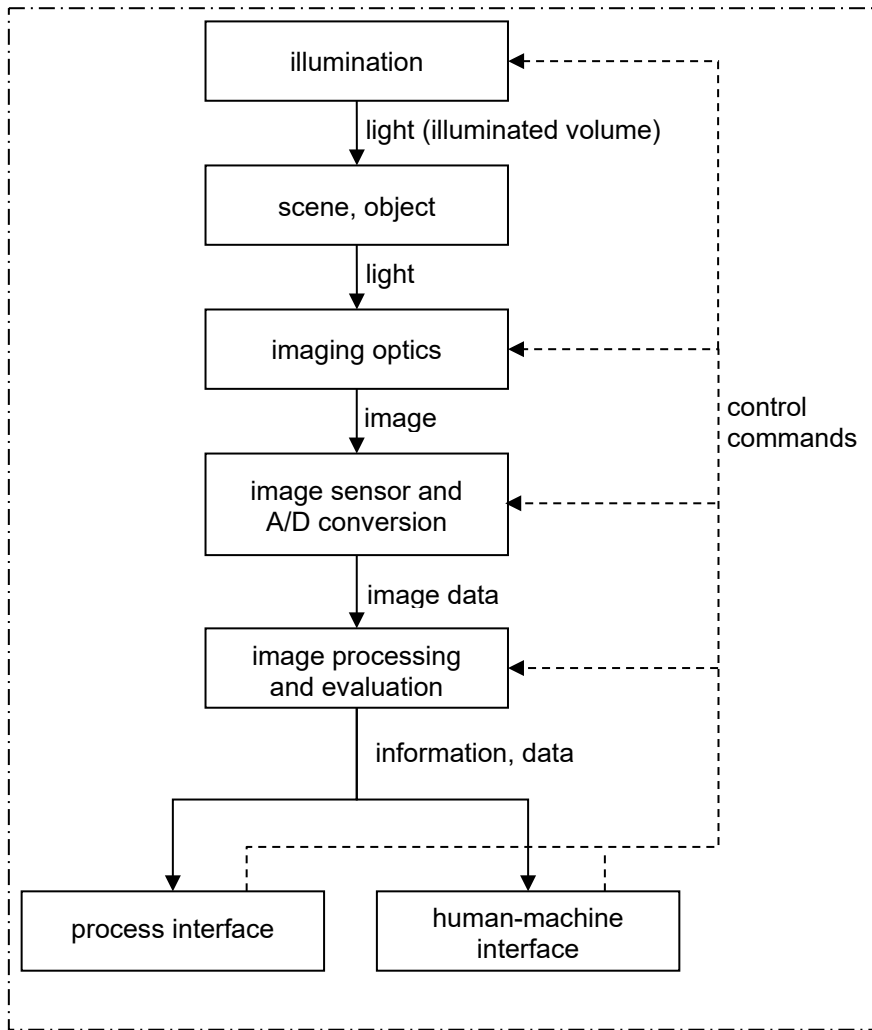 illumination
light (illuminated volume)
scene, object
light
imaging optics
control
commands
image
image sensor and
A/D conversion
image data
image processing
and evaluation
information, data
process interface
human-machine
interface